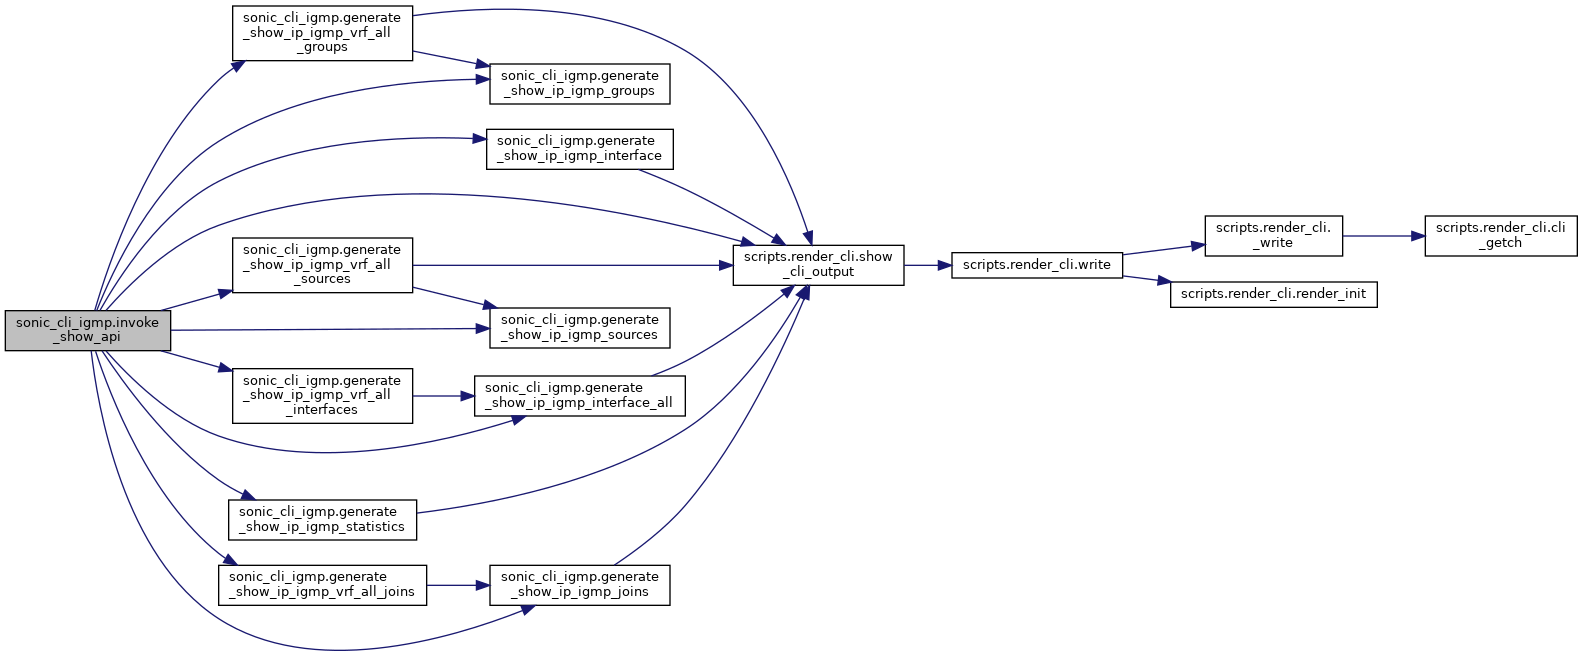 sonic_cli_igmp.invoke
_show_api
sonic_cli_igmp.generate
_show_ip_igmp_vrf_all
_groups
sonic_cli_igmp.generate
_show_ip_igmp_groups
sonic_cli_igmp.generate
_show_ip_igmp_interface
sonic_cli_igmp.generate
_show_ip_igmp_vrf_all
_sources
sonic_cli_igmp.generate
_show_ip_igmp_sources
sonic_cli_igmp.generate
_show_ip_igmp_vrf_all
_interfaces
sonic_cli_igmp.generate
_show_ip_igmp_interface_all
sonic_cli_igmp.generate
_show_ip_igmp_statistics
sonic_cli_igmp.generate
_show_ip_igmp_vrf_all_joins
sonic_cli_igmp.generate
_show_ip_igmp_joins
scripts.render_cli.show
_cli_output
scripts.render_cli.write
scripts.render_cli.
_write
scripts.render_cli.cli
_getch
scripts.render_cli.render_init